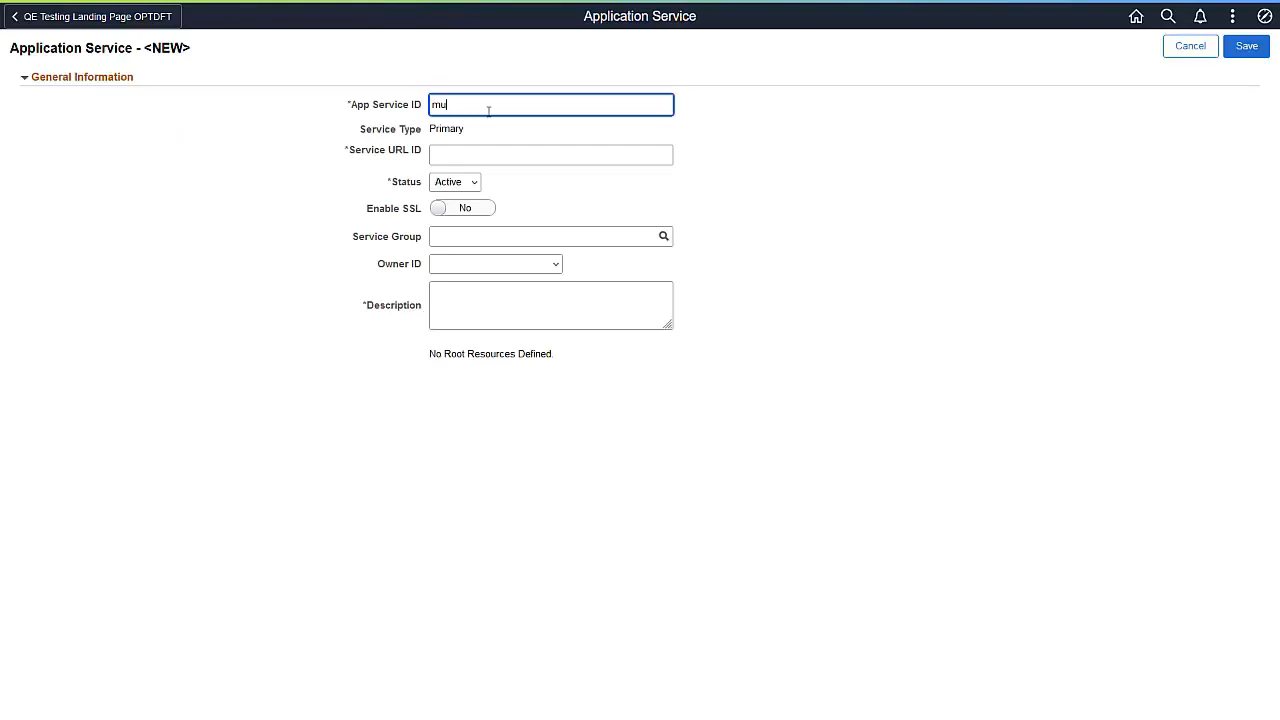 QE Testing Landing Page OPTDFT
Application Service
Application Service - <NEW>
Cancel
Save
General Information
*App Service ID mu
Service Type Primary
*Service URL ID
*Status Active
Enable SSL No
Service Group
Owner ID
*Description
No Root Resources Defined.